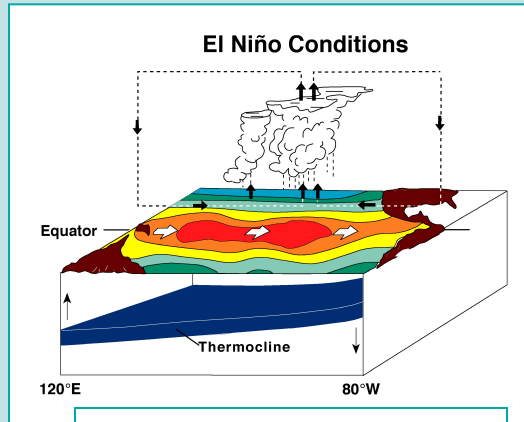 El Niño Conditions
Equator
Thermocline
120°E
80°W